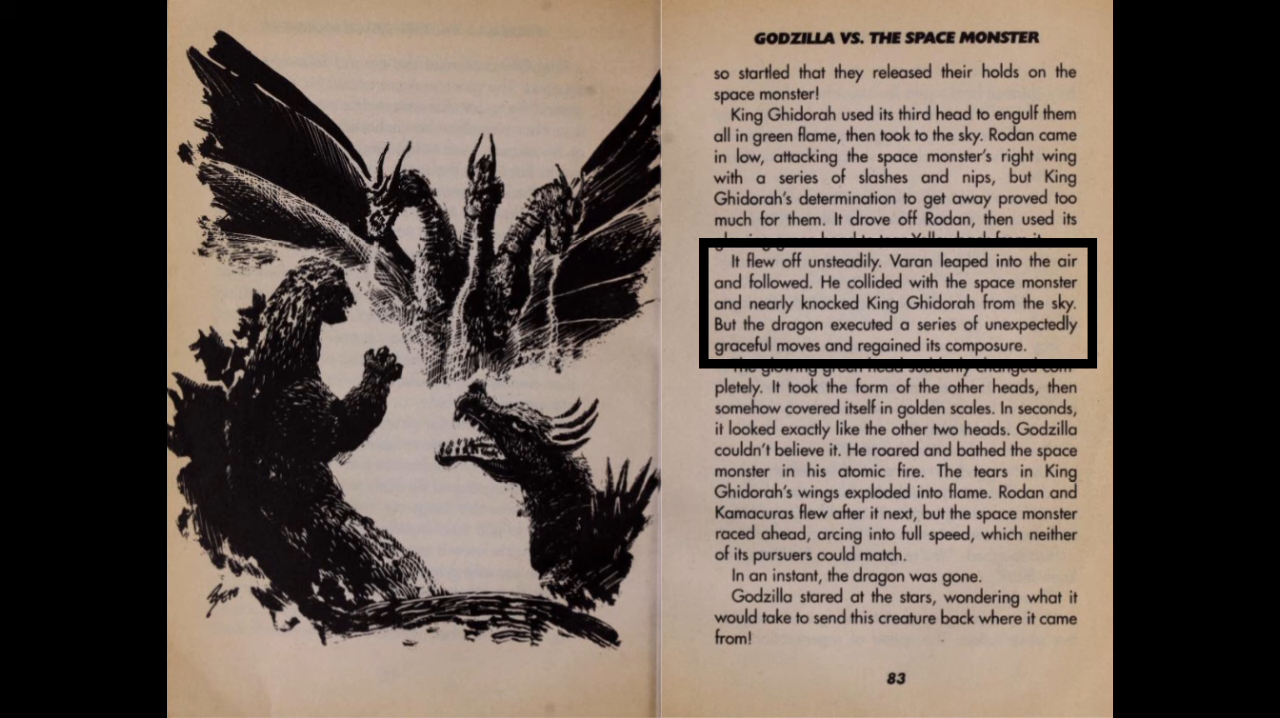 GODZILLA VS. THE SPACE MONSTER
so startled that they released their holds on the
space monster!
King Ghidorah used its third head to engulf them
all in green flame, then took to the sky. Rodan came
in low, attacking the space monster's right wing
with a series of slashes and nips, but King
Ghidorah's determination to get away proved too
much for them. It drove off Rodan, then used its
It flew off unsteadily. Varan leaped into the air
and followed. He collided with the space monster
and nearly knocked King Ghidorah from the sky.
But the dragon executed a series of unexpectedly
graceful moves and regained its composure.
The glowing green head suddenly changed com-
pletely. It took the form of the other heads, then
somehow covered itself in golden scales. In seconds,
it looked exactly like the other two heads. Godzilla
couldn't believe it. He roared and bathed the space
monster in his atomic fire. The tears in King
Ghidorah's wings exploded into flame. Rodan and
Kamacuras flew after it next, but the space monster
raced ahead, arcing into full speed, which neither
of its pursuers could match.
In an instant, the dragon was gone.
Godzilla stared at the stars, wondering what it
would take to send this creature back where it came
from!
83